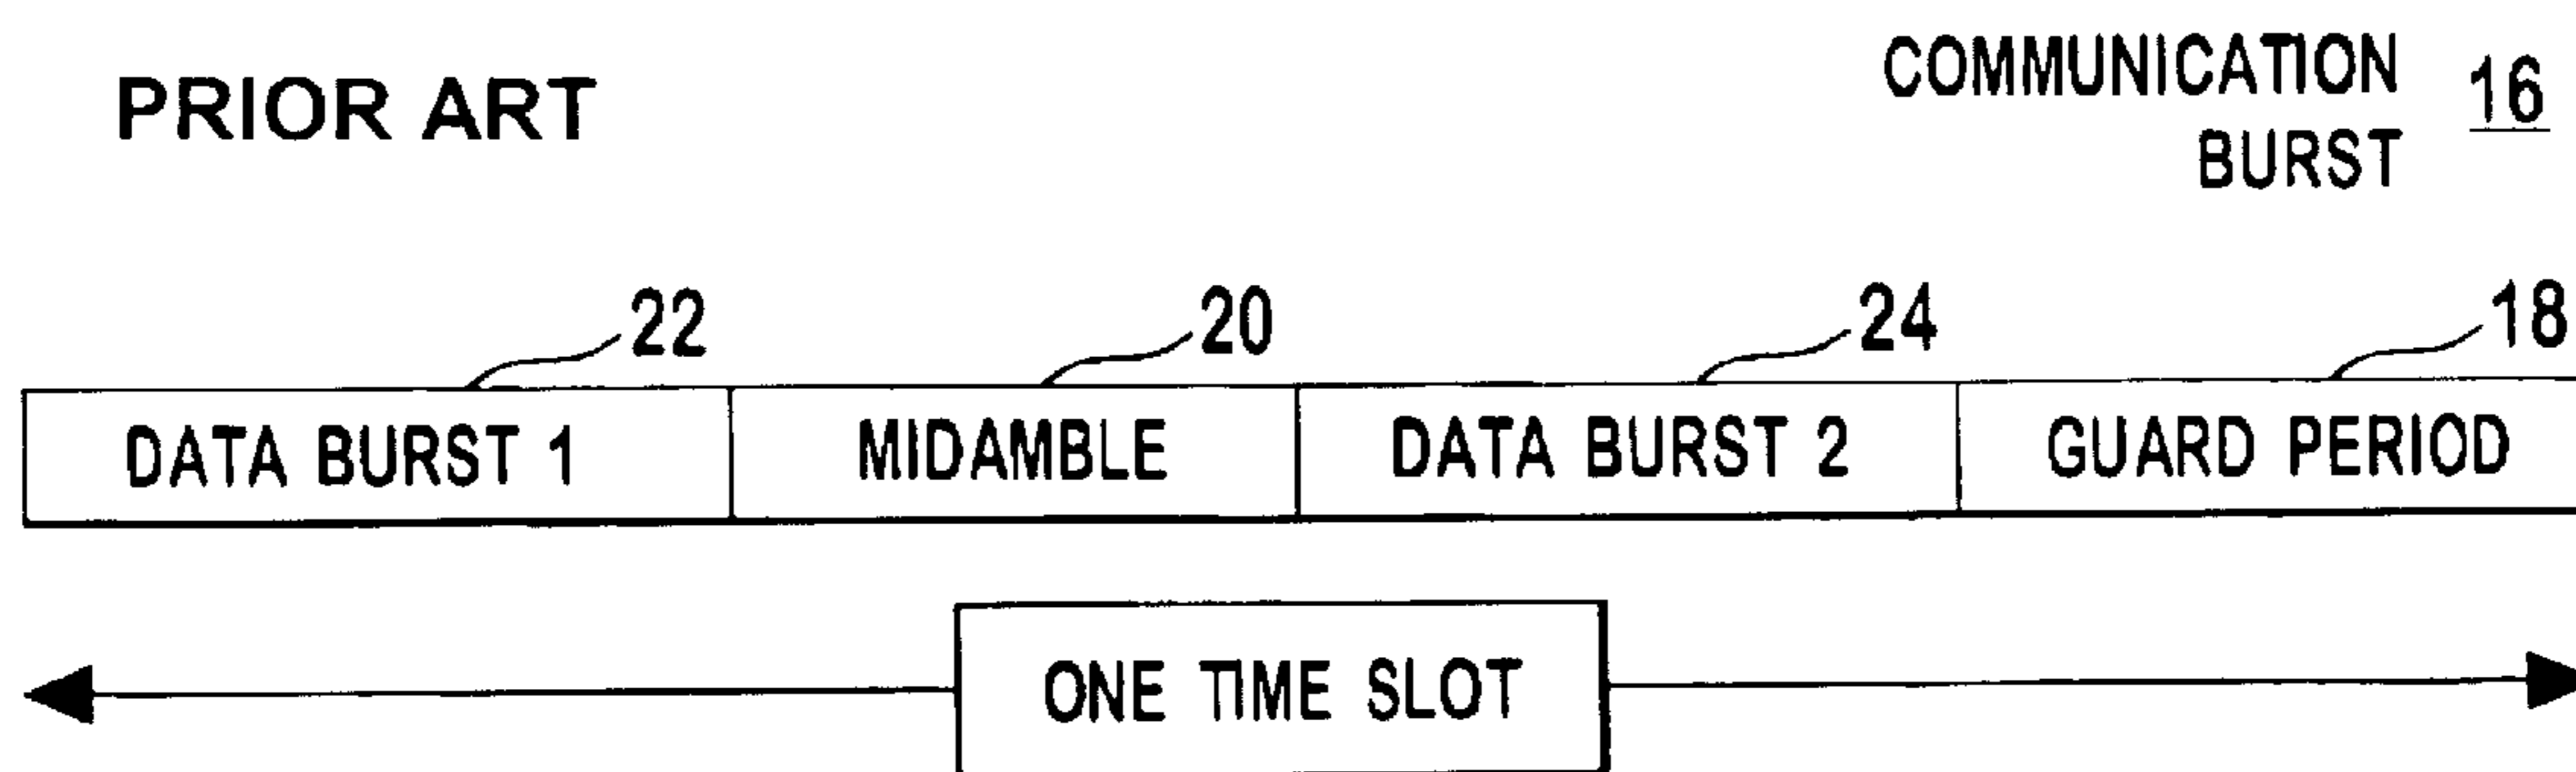 PRIOR ART
COMMUNICATION 16
BURST
22 20 24 18
DATA BURST 1 MIDAMBLE DATA BURST 2 GUARD PERIOD
ONE TIME SLOT